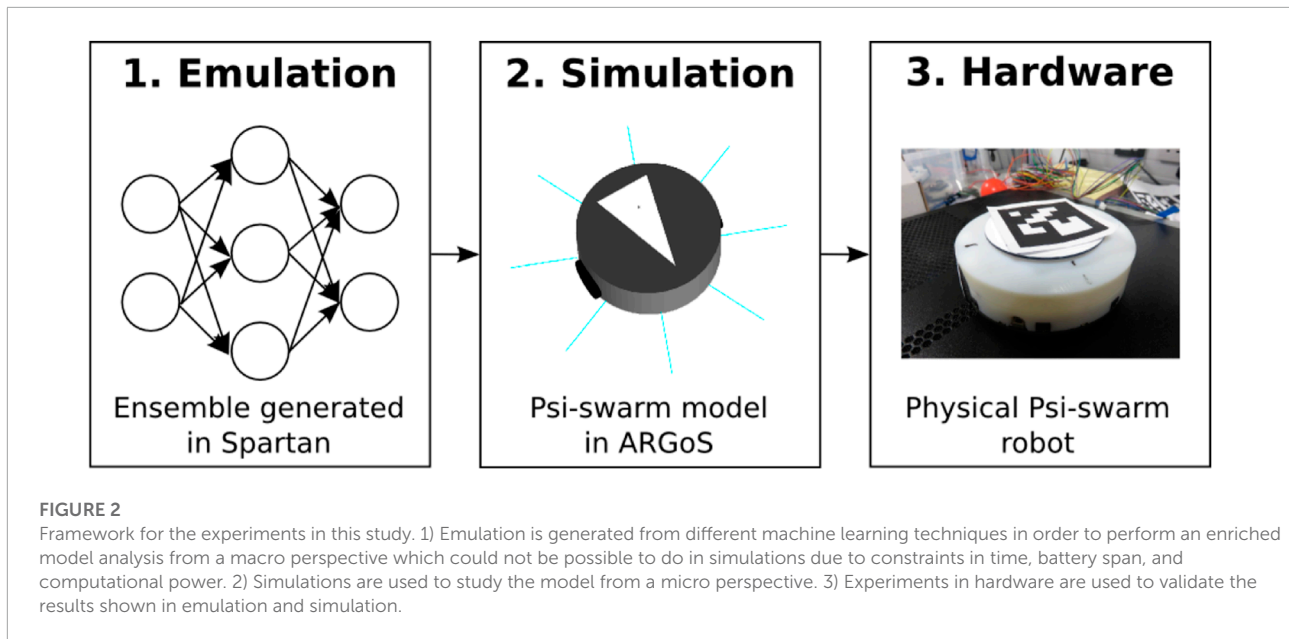 1. Emulation
Ensemble generated
in Spartan
2. Simulation
Psi-swarm model
in ARGoS
3. Hardware
Physical Psi-swarm
robot
FIGURE 2
Framework for the experiments in this study. 1) Emulation is generated from different machine learning techniques in order to perform an enriched
model analysis from a macro perspective which could not be possible to do in simulations due to constraints in time, battery span, and
computational power. 2) Simulations are used to study the model from a micro perspective. 3) Experiments in hardware are used to validate the
results shown in emulation and simulation.